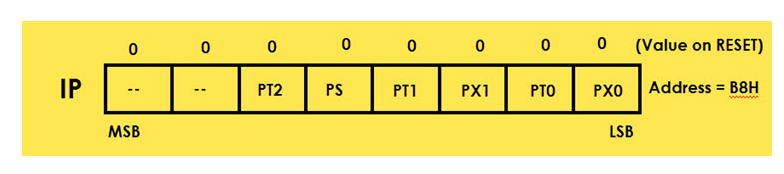 0 0 0 0 0 0 0 0 (Value on RESET)
IP -- -- PT2 PS PT1 PX1 PT0 PX0 Address = B8H
MSB LSB